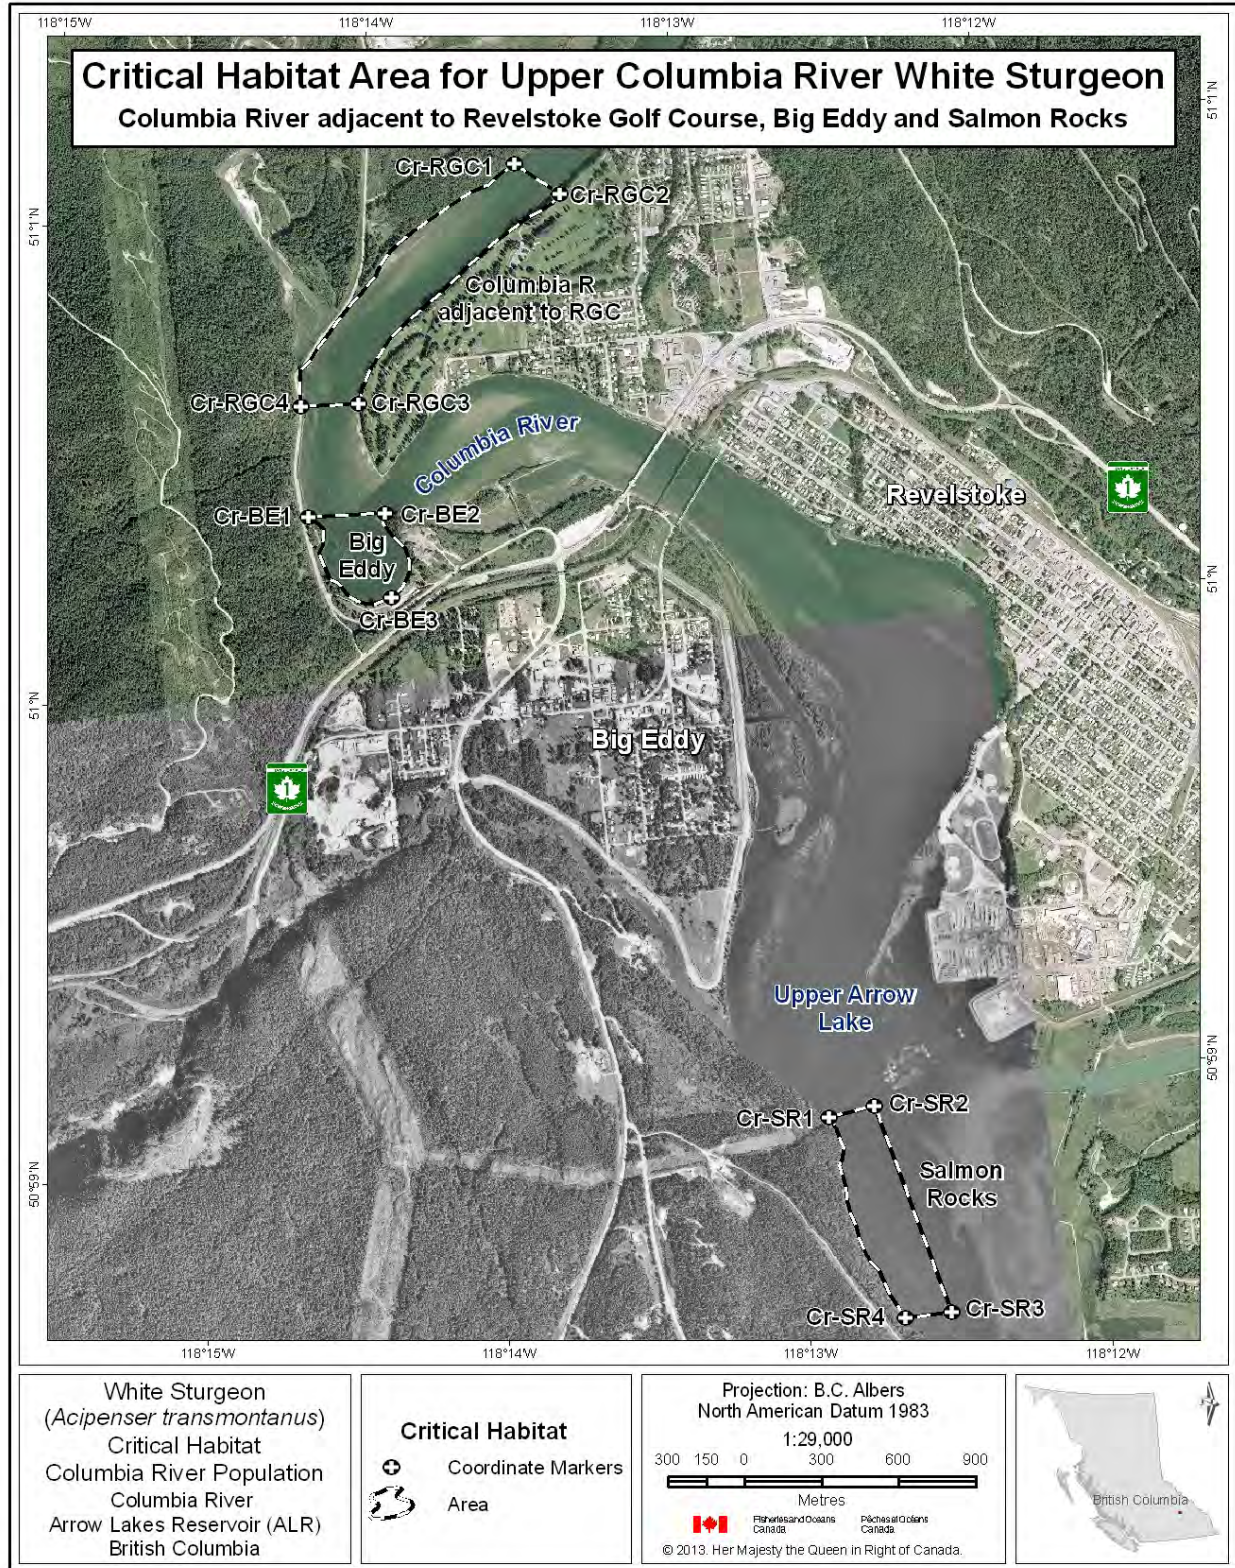 118°15'W
118°14'W
118°13'W
118°12'W
Critical Habitat Area for Upper Columbia River White Sturgeon
Columbia River adjacent to Revelstoke Golf Course, Big Eddy and Salmon Rocks
51°1'N
51°1'N
Cr-RGC1
Cr-RGC2
Columbia R
adjacent to RGC
Cr-RGC4
Cr-RGC3
Columbia River
Revelstoke
1
Cr-BE1
Cr-BE2
Big
Eddy
Cr-BE3
51°N
51°N
Big Eddy
1
Upper Arrow
Lake
50°59'N
50°59'N
Cr-SR1
Cr-SR2
Salmon
Rocks
Cr-SR4
Cr-SR3
118°15'W
118°14'W
118°13'W
118°12'W
White Sturgeon
(Acipenser transmontanus)
Critical Habitat
Columbia River Population
Columbia River
Arrow Lakes Reservoir (ALR)
British Columbia
Critical Habitat
Coordinate Markers
Area
Projection: B.C. Albers
North American Datum 1983
1:29,000
300 150 0 300 600 900
Metres
Fisheries and Oceans
Canada
Pêches et Océans
Canada
© 2013. Her Majesty the Queen in Right of Canada.
British Columbia